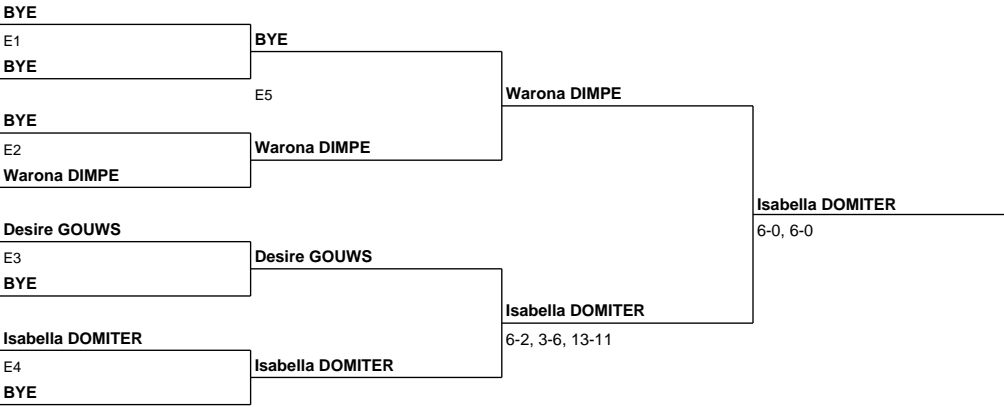 BYE
E1
BYE
BYE
E2
Warona DIMPE
Desire GOUWS
E3
BYE
Isabella DOMITER
E4
BYE
BYE
E5
Warona DIMPE
Desire GOUWS
Isabella DOMITER
Warona DIMPE
Isabella DOMITER
6-2, 3-6, 13-11
Isabella DOMITER
6-0, 6-0